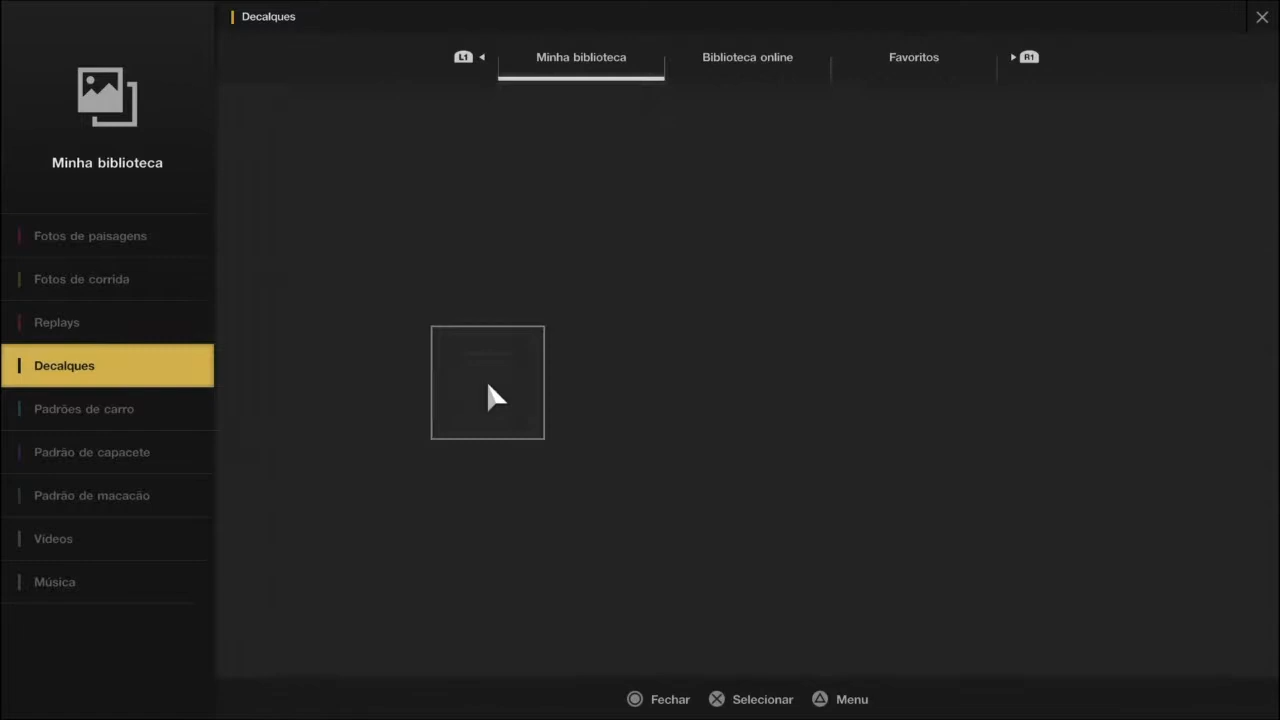 Decalques
L1
Minha biblioteca
Biblioteca online
Favoritos
R1
Minha biblioteca
Fotos de paisagens
Fotos de corrida
Replays
Decalques
Padrões de carro
Padrão de capacete
Padrão de macacão
Vídeos
Música
Fechar
Selecionar
Menu